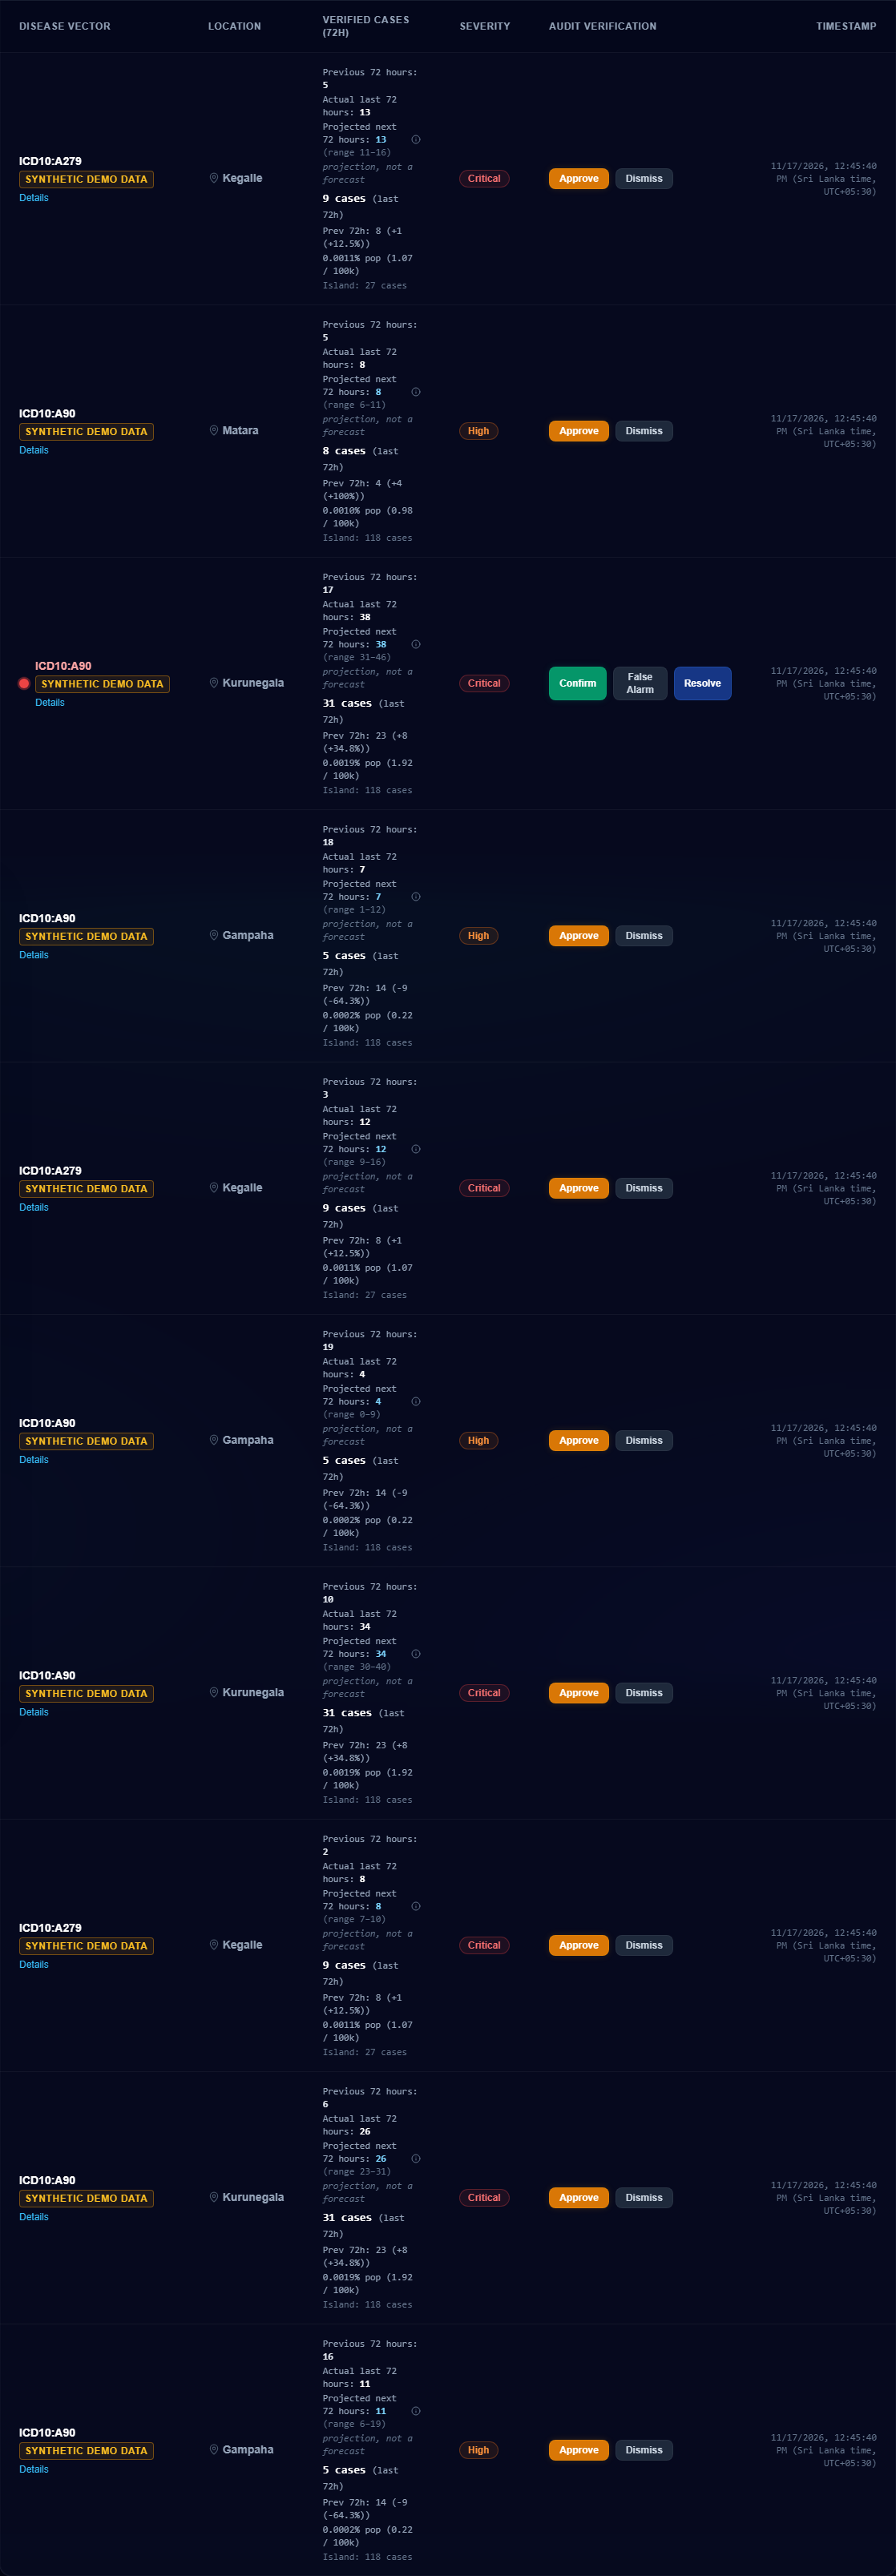 DISEASE VECTOR
LOCATION
VERIFIED CASES
(72H)
SEVERITY
AUDIT VERIFICATION
TIMESTAMP
ICD10:A279
SYNTHETIC DEMO DATA
Details
Kegalle
Previous 72 hours:
5
Actual last 72
hours: 13
Projected next
72 hours: 13
(range 11–16)
projection, not a
forecast
9 cases (last
72h)
Prev 72h: 8 (+1
(+12.5%))
0.0011% pop (1.07
/ 100k)
Island: 27 cases
Critical
Approve
Dismiss
11/17/2026, 12:45:40
PM (Sri Lanka time,
UTC+05:30)
ICD10:A90
SYNTHETIC DEMO DATA
Details
Matara
Previous 72 hours:
5
Actual last 72
hours: 8
Projected next
72 hours: 8
(range 6–11)
projection, not a
forecast
8 cases (last
72h)
Prev 72h: 4 (+4
(+100%))
0.0010% pop (0.98
/ 100k)
Island: 118 cases
High
Approve
Dismiss
11/17/2026, 12:45:40
PM (Sri Lanka time,
UTC+05:30)
ICD10:A90
SYNTHETIC DEMO DATA
Details
Kurunegala
Previous 72 hours:
17
Actual last 72
hours: 38
Projected next
72 hours: 38
(range 31–46)
projection, not a
forecast
31 cases (last
72h)
Prev 72h: 23 (+8
(+34.8%))
0.0019% pop (1.92
/ 100k)
Island: 118 cases
Critical
Confirm
False
Alarm
Resolve
11/17/2026, 12:45:40
PM (Sri Lanka time,
UTC+05:30)
ICD10:A90
SYNTHETIC DEMO DATA
Details
Gampaha
Previous 72 hours:
18
Actual last 72
hours: 7
Projected next
72 hours: 7
(range 1–12)
projection, not a
forecast
5 cases (last
72h)
Prev 72h: 14 (-9
(-64.3%))
0.0002% pop (0.22
/ 100k)
Island: 118 cases
High
Approve
Dismiss
11/17/2026, 12:45:40
PM (Sri Lanka time,
UTC+05:30)
ICD10:A279
SYNTHETIC DEMO DATA
Details
Kegalle
Previous 72 hours:
3
Actual last 72
hours: 12
Projected next
72 hours: 12
(range 9–16)
projection, not a
forecast
9 cases (last
72h)
Prev 72h: 8 (+1
(+12.5%))
0.0011% pop (1.07
/ 100k)
Island: 27 cases
Critical
Approve
Dismiss
11/17/2026, 12:45:40
PM (Sri Lanka time,
UTC+05:30)
ICD10:A90
SYNTHETIC DEMO DATA
Details
Gampaha
Previous 72 hours:
19
Actual last 72
hours: 4
Projected next
72 hours: 4
(range 0–9)
projection, not a
forecast
5 cases (last
72h)
Prev 72h: 14 (-9
(-64.3%))
0.0002% pop (0.22
/ 100k)
Island: 118 cases
High
Approve
Dismiss
11/17/2026, 12:45:40
PM (Sri Lanka time,
UTC+05:30)
ICD10:A90
SYNTHETIC DEMO DATA
Details
Kurunegala
Previous 72 hours:
10
Actual last 72
hours: 34
Projected next
72 hours: 34
(range 30–40)
projection, not a
forecast
31 cases (last
72h)
Prev 72h: 23 (+8
(+34.8%))
0.0019% pop (1.92
/ 100k)
Island: 118 cases
Critical
Approve
Dismiss
11/17/2026, 12:45:40
PM (Sri Lanka time,
UTC+05:30)
ICD10:A279
SYNTHETIC DEMO DATA
Details
Kegalle
Previous 72 hours:
2
Actual last 72
hours: 8
Projected next
72 hours: 8
(range 7–10)
projection, not a
forecast
9 cases (last
72h)
Prev 72h: 8 (+1
(+12.5%))
0.0011% pop (1.07
/ 100k)
Island: 27 cases
Critical
Approve
Dismiss
11/17/2026, 12:45:40
PM (Sri Lanka time,
UTC+05:30)
ICD10:A90
SYNTHETIC DEMO DATA
Details
Kurunegala
Previous 72 hours:
6
Actual last 72
hours: 26
Projected next
72 hours: 26
(range 23–31)
projection, not a
forecast
31 cases (last
72h)
Prev 72h: 23 (+8
(+34.8%))
0.0019% pop (1.92
/ 100k)
Island: 118 cases
Critical
Approve
Dismiss
11/17/2026, 12:45:40
PM (Sri Lanka time,
UTC+05:30)
ICD10:A90
SYNTHETIC DEMO DATA
Details
Gampaha
Previous 72 hours:
16
Actual last 72
hours: 11
Projected next
72 hours: 11
(range 6–19)
projection, not a
forecast
5 cases (last
72h)
Prev 72h: 14 (-9
(-64.3%))
0.0002% pop (0.22
/ 100k)
Island: 118 cases
High
Approve
Dismiss
11/17/2026, 12:45:40
PM (Sri Lanka time,
UTC+05:30)